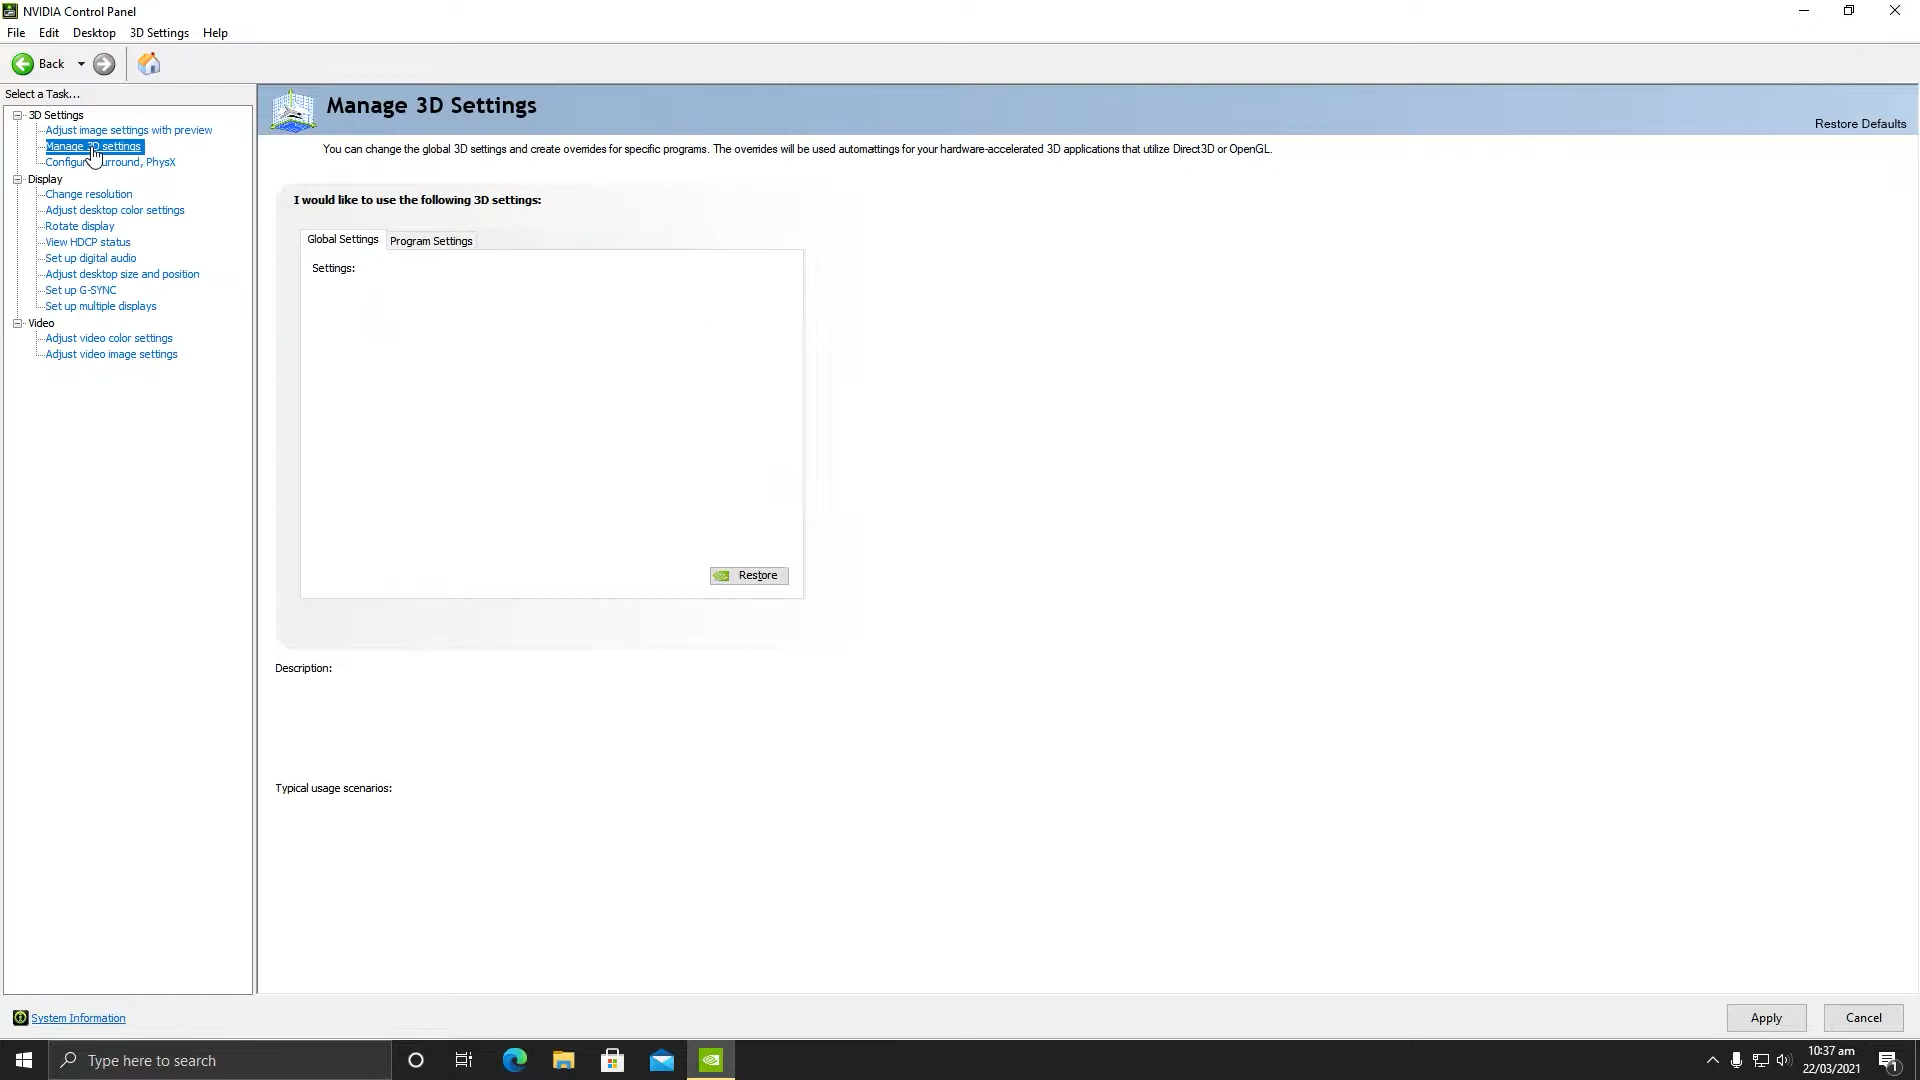 NVIDIA Control Panel
File Edit Desktop 3D Settings Help
Back
Select a Task...
3D Settings
Adjust image settings with preview
Manage 3D settings
Configure Surround, PhysX
Display
Change resolution
Adjust desktop color settings
Rotate display
View HDCP status
Set up digital audio
Adjust desktop size and position
Set up G-SYNC
Set up multiple displays
Video
Adjust video color settings
Adjust video image settings
System Information
Manage 3D Settings
Restore Defaults
You can change the global 3D settings and create overrides for specific programs. The overrides will be used automattings for your hardware-accelerated 3D applications that utilize Direct3D or OpenGL.
I would like to use the following 3D settings:
Global Settings Program Settings
Settings:
Restore
Description:
Typical usage scenarios:
Apply Cancel
Type here to search
10:37 am
22/03/2021
1